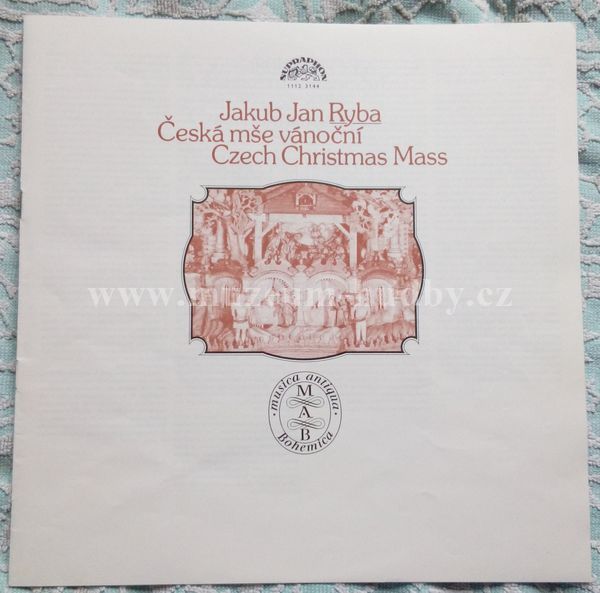 SUPRAPHON
1112 3144
Jakub Jan Ryba
Česká mše vánoční
Czech Christmas Mass
www.muzeum-hudby.cz
· musica antiqua ·
M
A
B
Bohemica